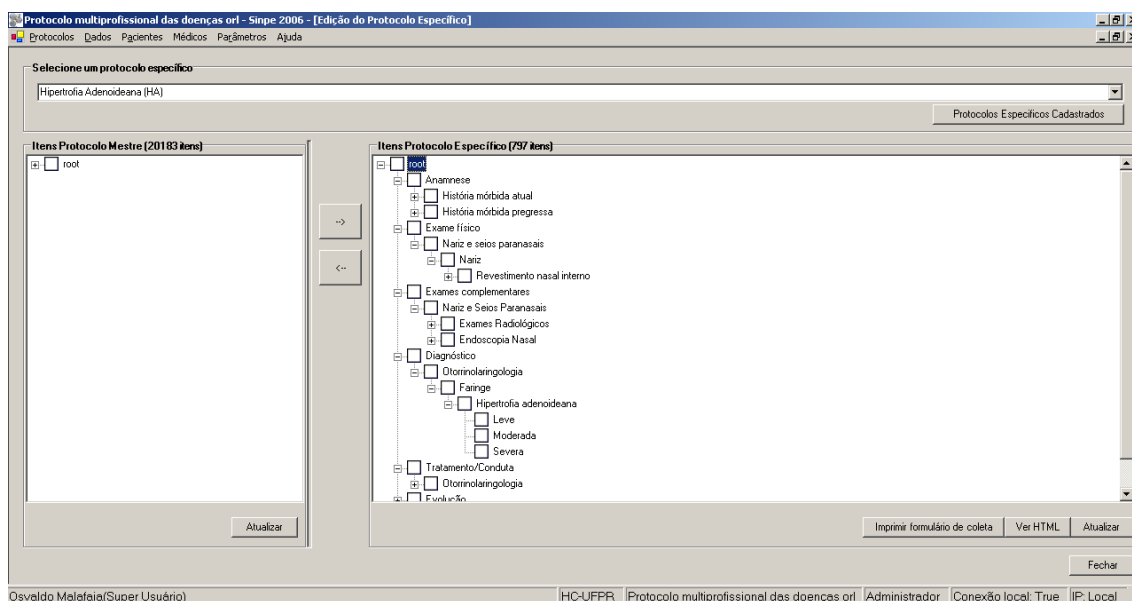 Protocolo multiprofissional das doenças orl - Sinpe 2006 - [Edição do Protocolo Específico]
Protocolos Dados Pacientes Médicos Parâmetros Ajuda
Selecione um protocolo específico
Hipertrofia Adenoideana (HA)
Protocolos Especificos Cadastrados
Itens Protocolo Mestre (20183 itens)
root
Atualizar
-->
<--
Itens Protocolo Específico (797 itens)
root
Anamnese
História mórbida atual
História mórbida pregressa
Exame físico
Nariz e seios paranasais
Nariz
Revestimento nasal interno
Exames complementares
Nariz e Seios Paranasais
Exames Radiológicos
Endoscopia Nasal
Diagnóstico
Otorrinolaringologia
Faringe
Hipertrofia adenoideana
Leve
Moderada
Severa
Tratamento/Conduta
Otorrinolaringologia
Evolução
Imprimir formulário de coleta Ver HTML Atualizar
Fechar
Osvaldo Malafaia(Super Usuário) HC-UFPR Protocolo multiprofissional das doenças orl Administrador Conexão local: True IP: Local